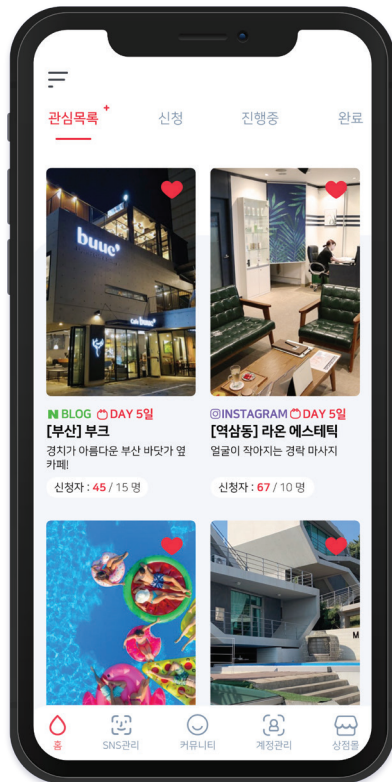 관심목록 +
신청
진행중
완료
buuc
Cafe buuc
N BLOG DAY 5일
[부산] 부크
경치가 아름다운 부산 바닷가 옆
카페!
신청자 : 45 / 15 명
INSTAGRAM DAY 5일
[역삼동] 라온 에스테틱
얼굴이 작아지는 경락 마사지
신청자 : 67 / 10 명
M
홈
SNS관리
커뮤니티
계정관리
상점몰